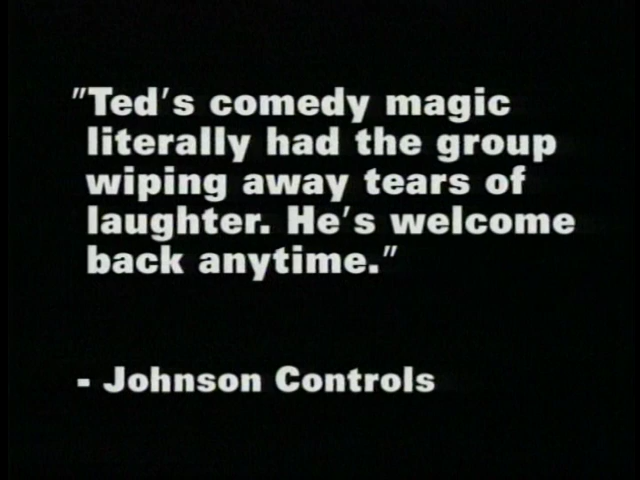 "Ted's comedy magic
literally had the group
wiping away tears of
laughter. He's welcome
back anytime."
- Johnson Controls